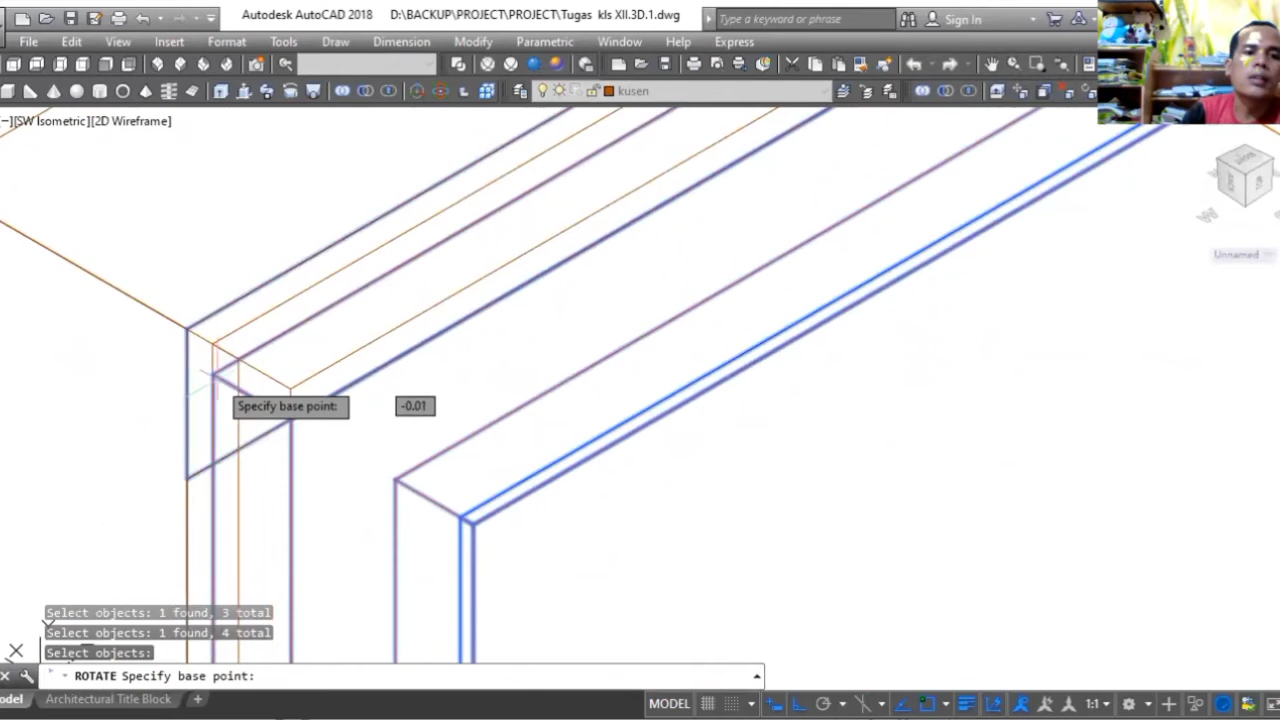 Autodesk AutoCAD 2018 D:\BACKUP\PROJECT\PROJECT\Tugas kls XII.3D.1.dwg
Type a keyword or phrase
Sign In
File Edit View Insert Format Tools Draw Dimension Modify Parametric Window Help Express
kusen
[−][SW Isometric][2D Wireframe]
W
Unnamed
Specify base point: -0.01
Select objects: 1 found, 3 total
Select objects: 1 found, 4 total
Select objects:
ROTATE Specify base point:
odel Architectural Title Block +
MODEL
1:1